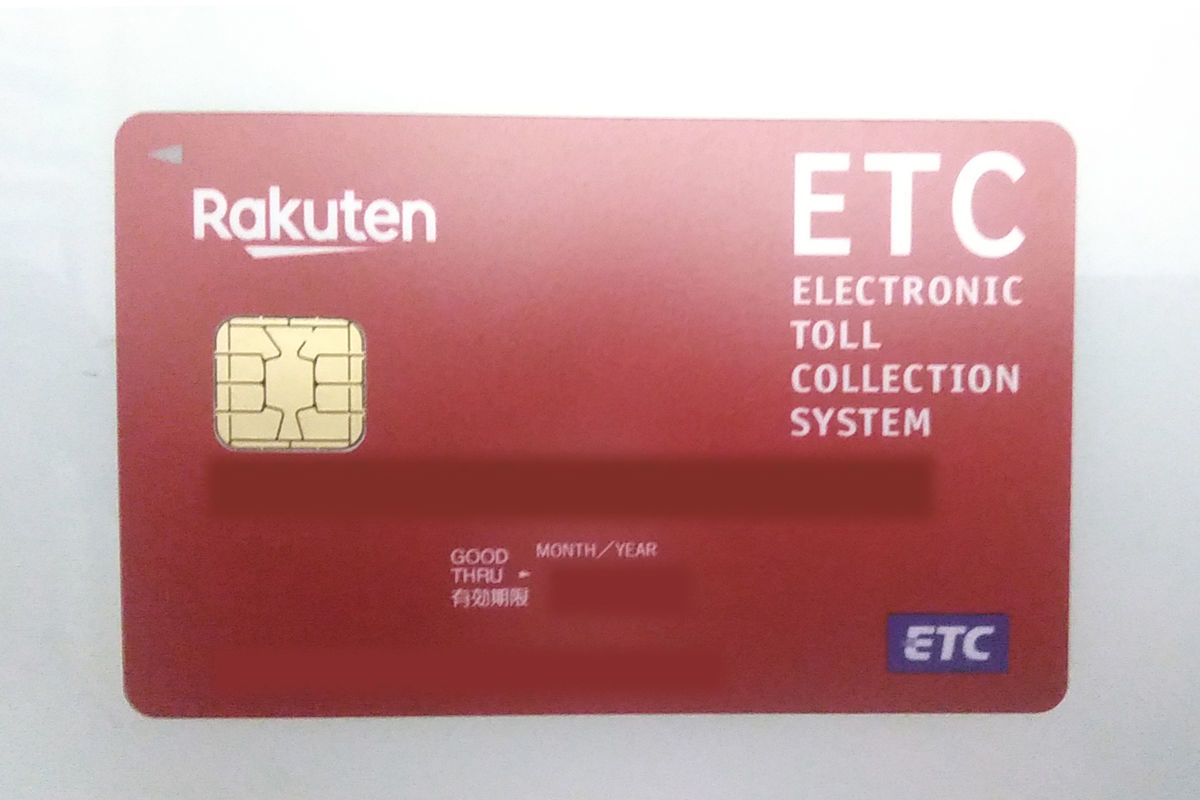 Rakuten
ETC
ELECTRONIC
TOLL
COLLECTION
SYSTEM
GOOD
THRU
有効期限
MONTH/YEAR
ETC